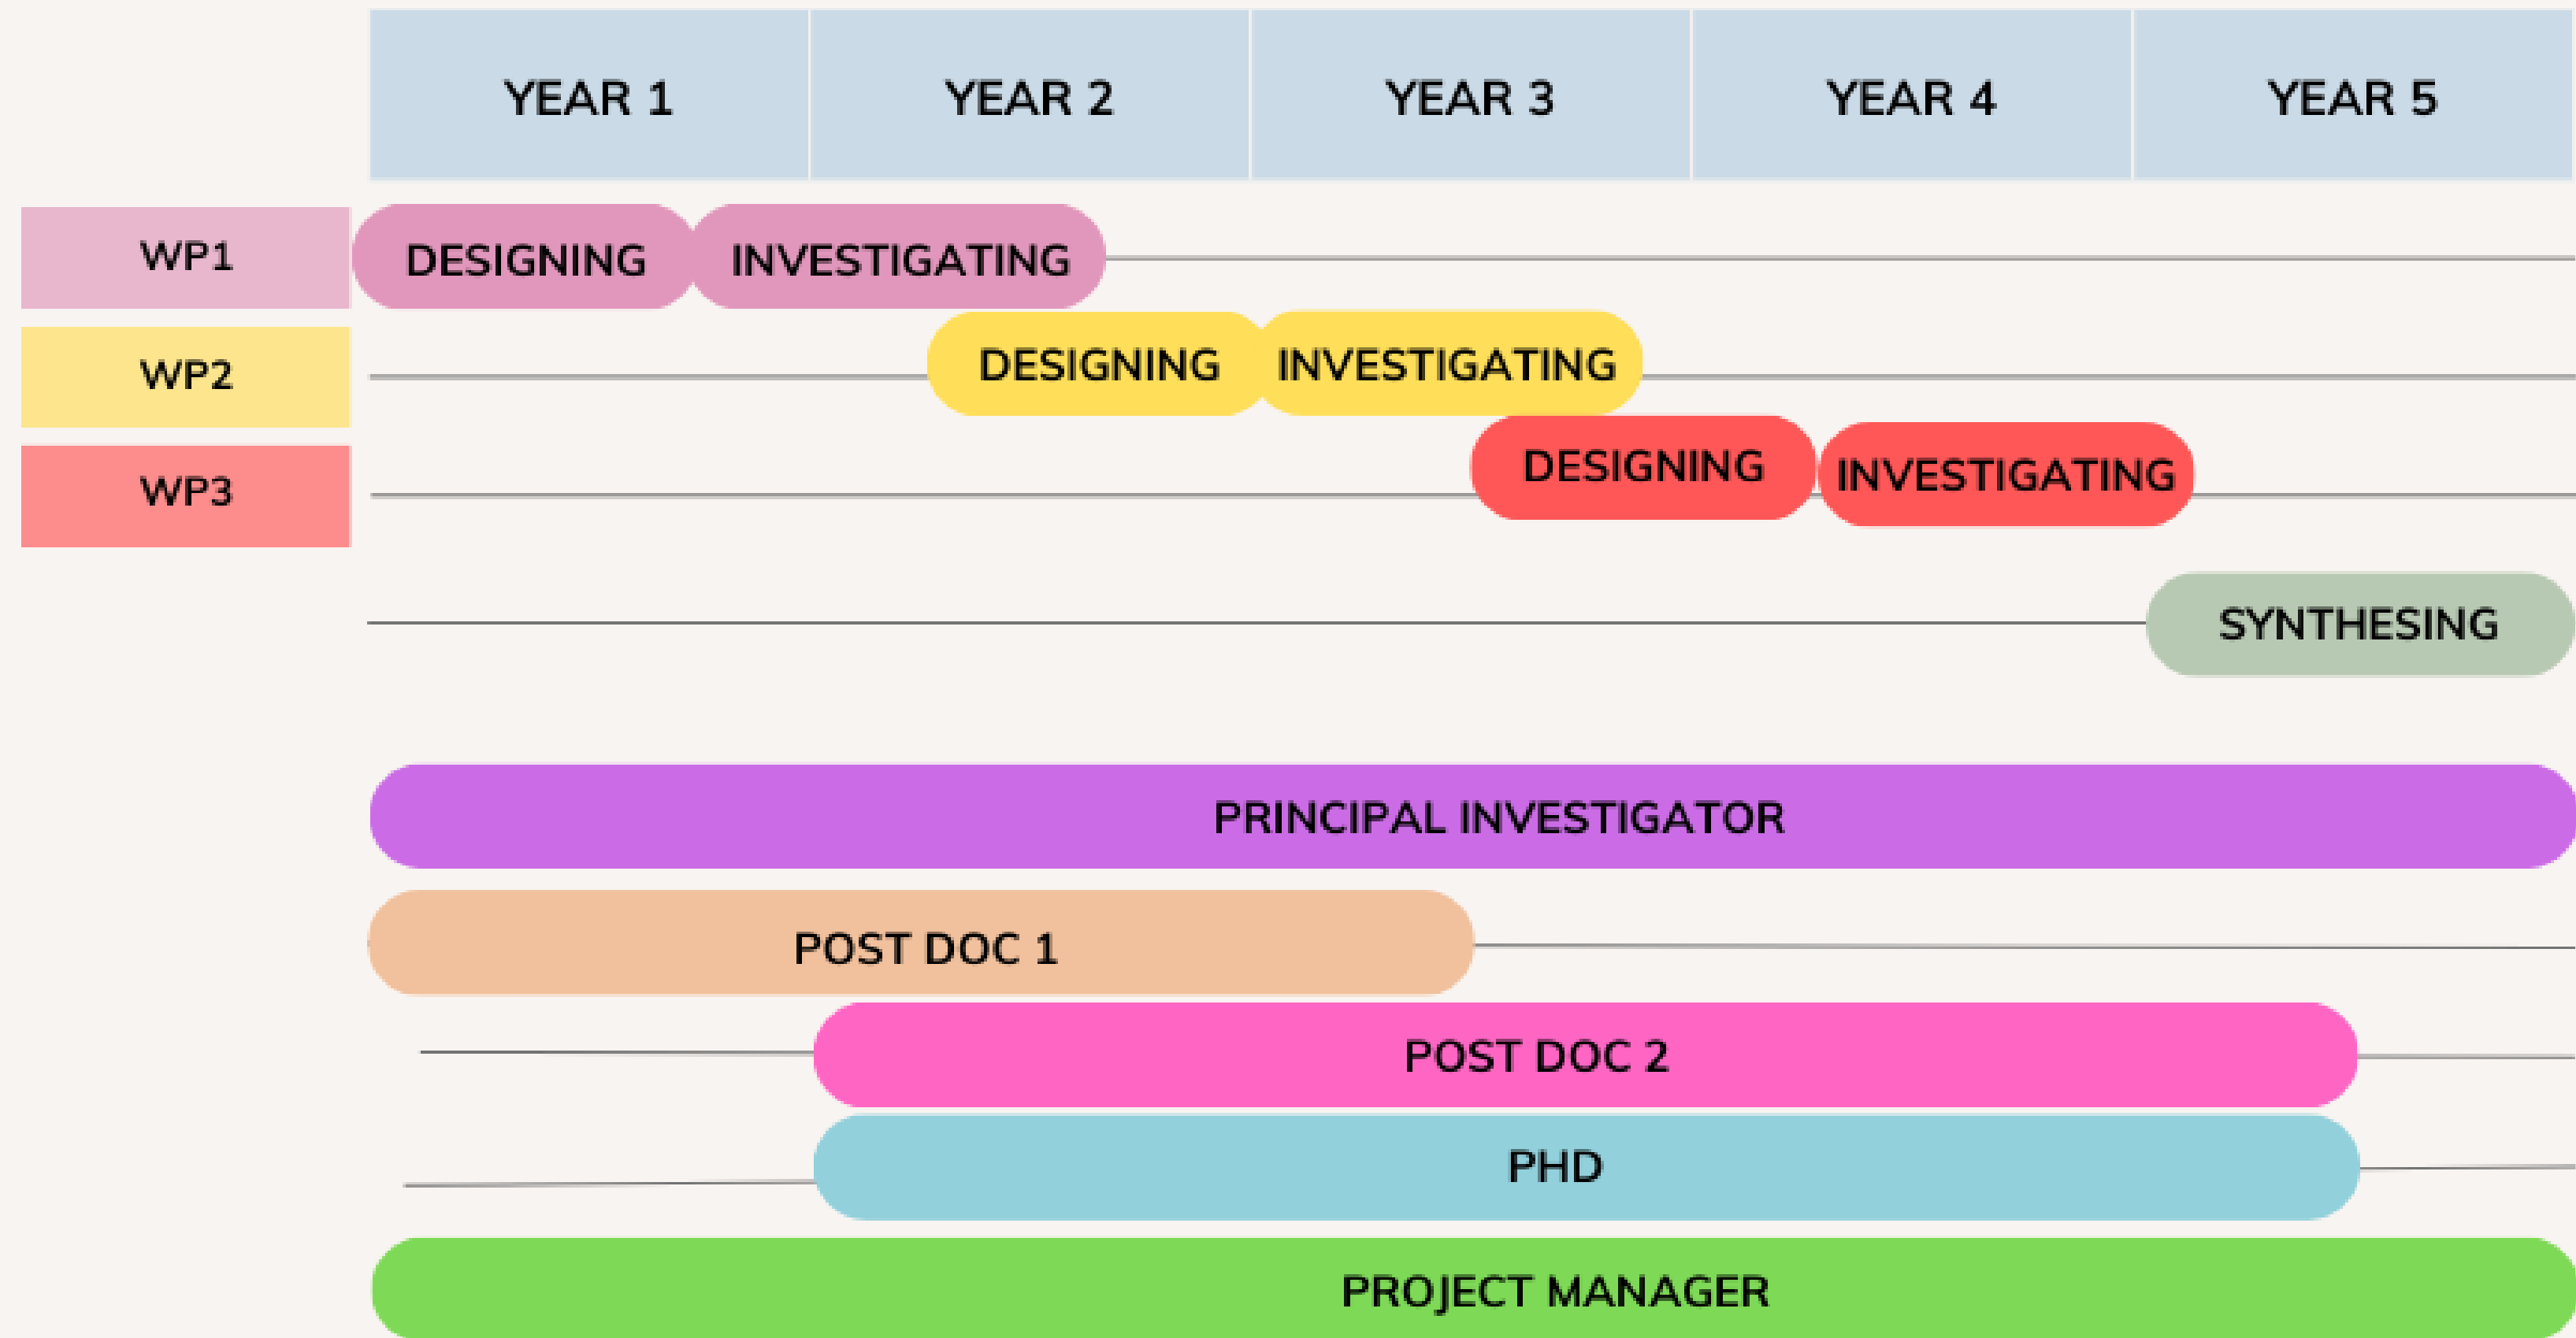 YEAR 1 YEAR 2 YEAR 3 YEAR 4 YEAR 5
WP1 DESIGNING INVESTIGATING
WP2 DESIGNING INVESTIGATING
WP3 DESIGNING INVESTIGATING
SYNTHESING
PRINCIPAL INVESTIGATOR
POST DOC 1
POST DOC 2
PHD
PROJECT MANAGER